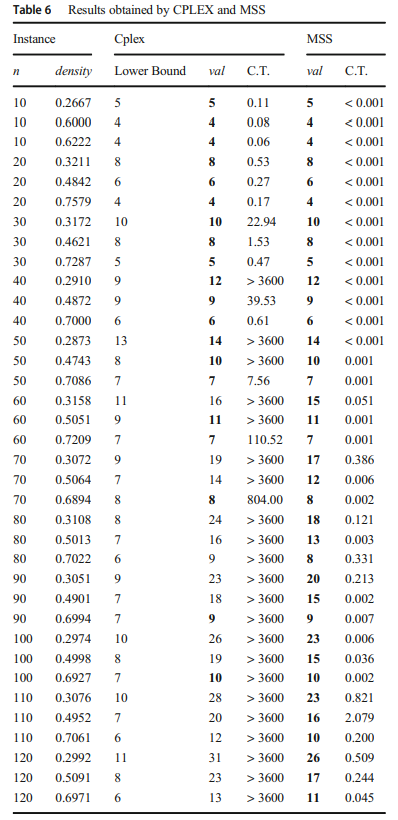 Table 6 Results obtained by CPLEX and MSS
Instance Cplex MSS
n density Lower Bound val C.T. val C.T.
10 0.2667 5 5 0.11 5 < 0.001
10 0.6000 4 4 0.08 4 < 0.001
10 0.6222 4 4 0.06 4 < 0.001
20 0.3211 8 8 0.53 8 < 0.001
20 0.4842 6 6 0.27 6 < 0.001
20 0.7579 4 4 0.17 4 < 0.001
30 0.3172 10 10 22.94 10 < 0.001
30 0.4621 8 8 1.53 8 < 0.001
30 0.7287 5 5 0.47 5 < 0.001
40 0.2910 9 12 > 3600 12 < 0.001
40 0.4872 9 9 39.53 9 < 0.001
40 0.7000 6 6 0.61 6 < 0.001
50 0.2873 13 14 > 3600 14 < 0.001
50 0.4743 8 10 > 3600 10 0.001
50 0.7086 7 7 7.56 7 0.001
60 0.3158 11 16 > 3600 15 0.051
60 0.5051 9 11 > 3600 11 0.001
60 0.7209 7 7 110.52 7 0.001
70 0.3072 9 19 > 3600 17 0.386
70 0.5064 7 14 > 3600 12 0.006
70 0.6894 8 8 804.00 8 0.002
80 0.3108 8 24 > 3600 18 0.121
80 0.5013 7 16 > 3600 13 0.003
80 0.7022 6 9 > 3600 8 0.331
90 0.3051 9 23 > 3600 20 0.213
90 0.4901 7 18 > 3600 15 0.002
90 0.6994 7 9 > 3600 9 0.007
100 0.2974 10 26 > 3600 23 0.006
100 0.4998 8 19 > 3600 15 0.036
100 0.6927 7 10 > 3600 10 0.002
110 0.3076 10 28 > 3600 23 0.821
110 0.4952 7 20 > 3600 16 2.079
110 0.7061 6 12 > 3600 10 0.200
120 0.2992 11 31 > 3600 26 0.509
120 0.5091 8 23 > 3600 17 0.244
120 0.6971 6 13 > 3600 11 0.045